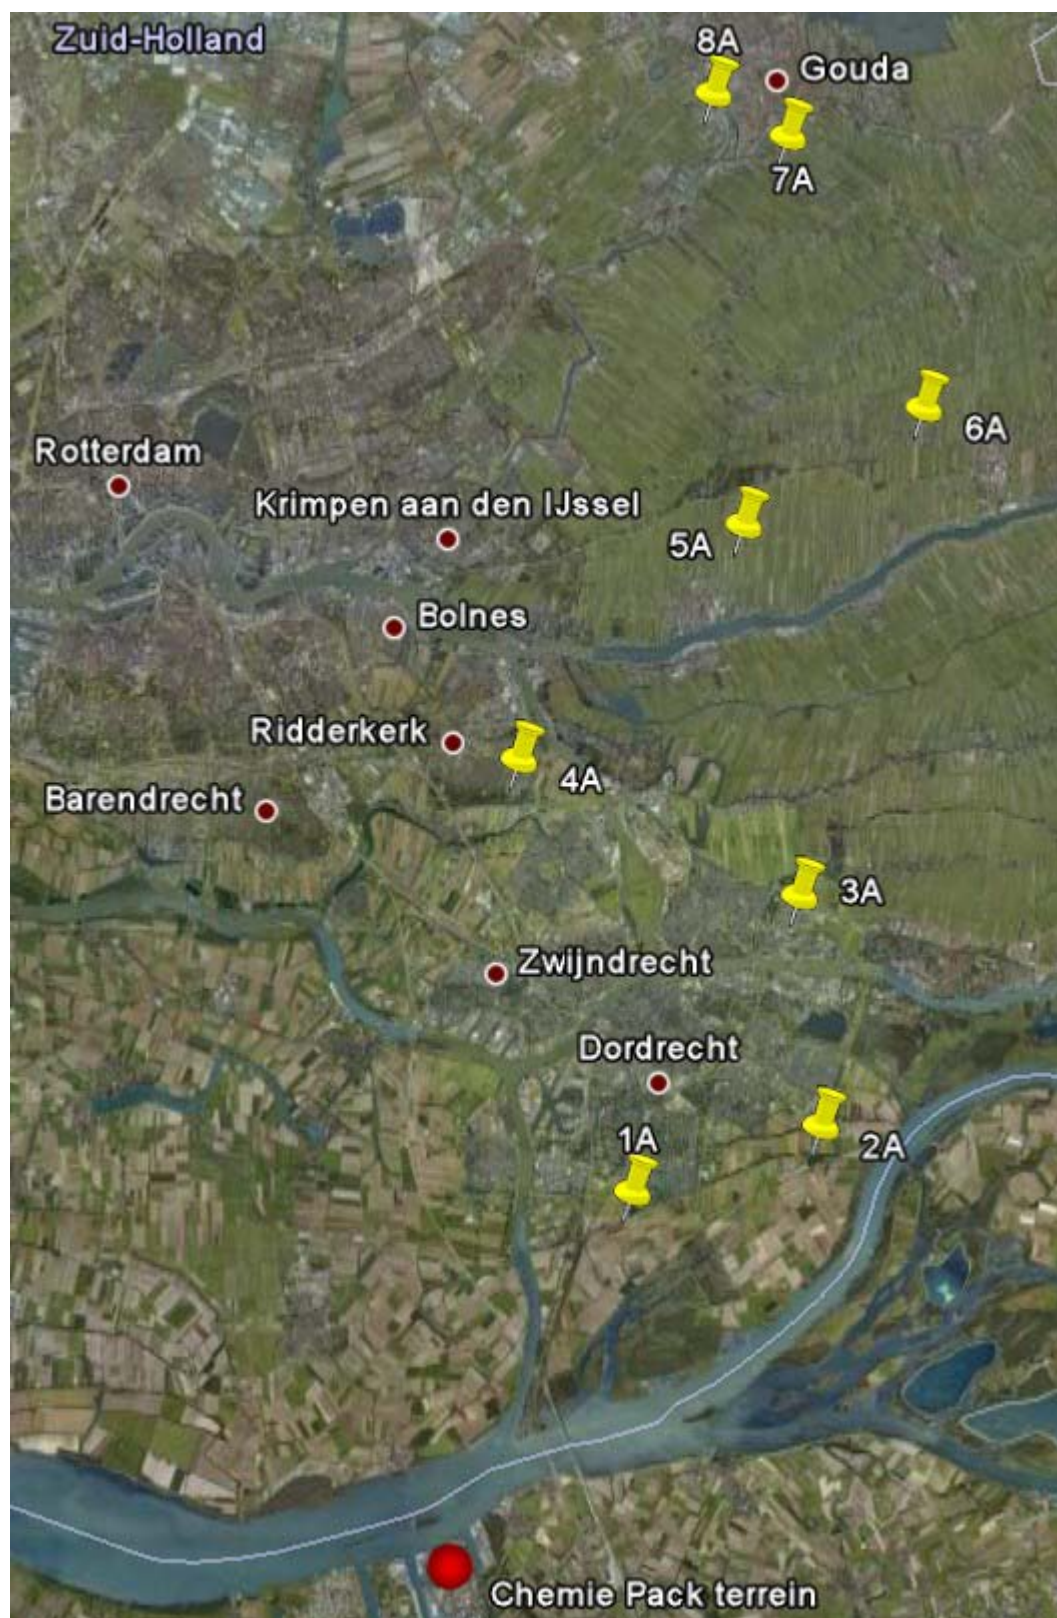 Zuid-Holland
8A
Gouda
7A
6A
Rotterdam
Krimpen aan den IJssel
5A
Bolnes
Ridderkerk
4A
Barendrecht
3A
Zwijndrecht
Dordrecht
1A
2A
Chemie Pack terrein